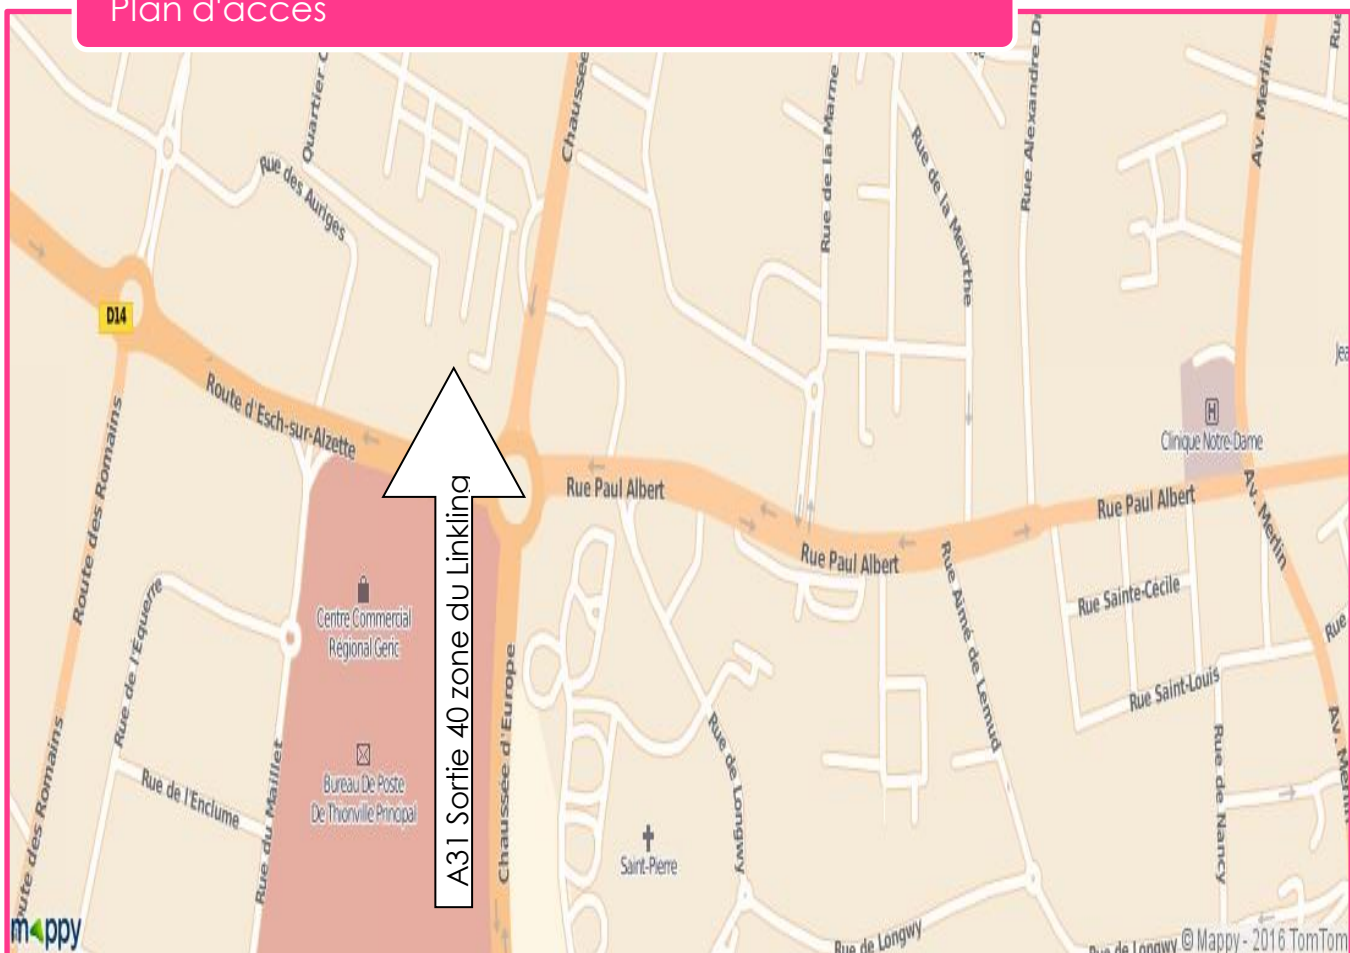 Plan d'accès
Quartier
Chaussée
Rue de la Marne
Rue de la Meurthe
Rue Alexandre
Av. Merlin
Rue
Rue des Auriges
D14
Route d'Esch-sur-Alzette
Route des Romains
Clinique Notre-Dame
Rue Paul Albert
Rue Paul Albert
Rue Paul Albert
Av. Merlin
A31 Sortie 40 zone du Linkling
Centre Commercial
Régional Geric
Rue de l'Equerre
Rue Sainte-Cécile
Rue Saint-Louis
Rue
Rue Aimé de Lemud
Chaussée d'Europe
Rue de Longwy
Rue de Nancy
Av.
Bureau De Poste
De Thionville Principal
Rue de l'Enclume
Rue du Maillet
Route des Romains
Saint-Pierre
Rue de Longwy
Rue de Longwy
mappy
© Mappy - 2016 TomTom